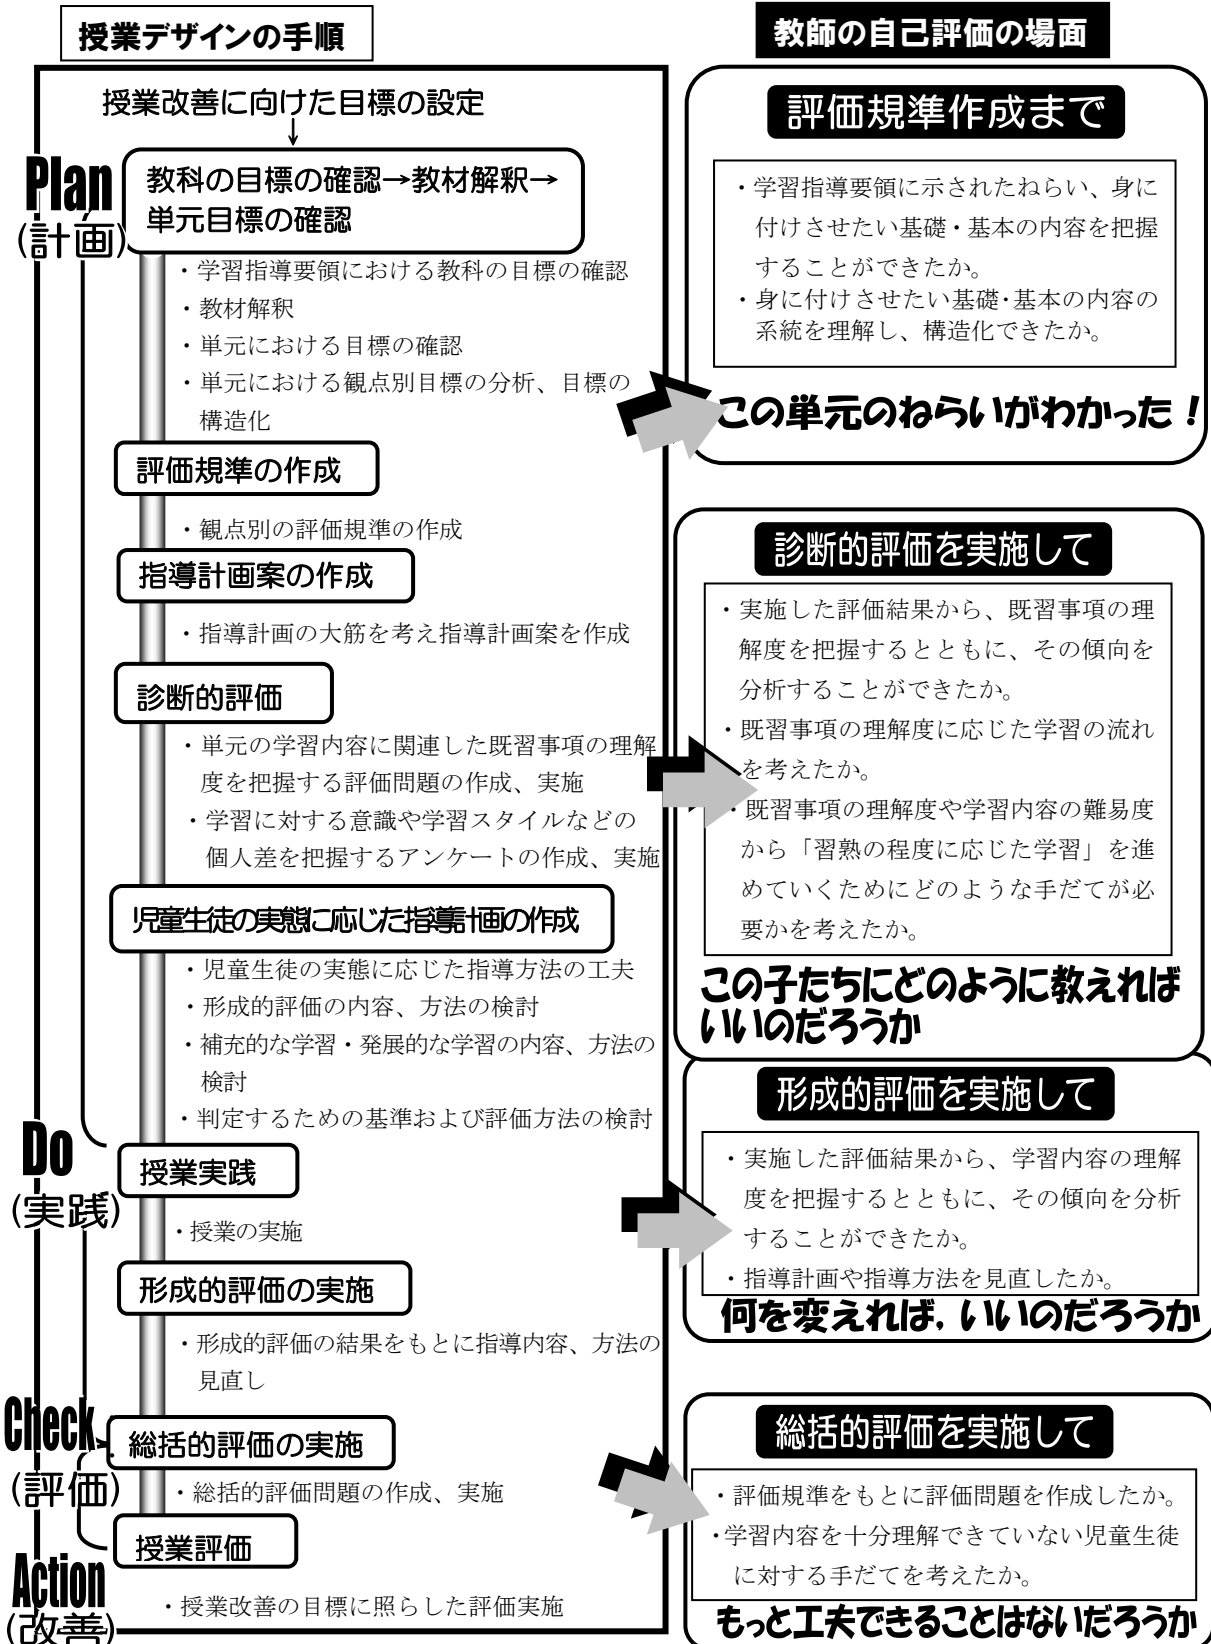 授業デザインの手順
授業改善に向けた目標の設定
↓
Plan
(計画)
教科の目標の確認→教材解釈→
単元目標の確認
・学習指導要領における教科の目標の確認
・教材解釈
・単元における目標の確認
・単元における観点別目標の分析、目標の
構造化
評価規準の作成
・観点別の評価規準の作成
指導計画案の作成
・指導計画の大筋を考え指導計画案を作成
診断的評価
・単元の学習内容に関連した既習事項の理解
度を把握する評価問題の作成、実施
・学習に対する意識や学習スタイルなどの
個人差を把握するアンケートの作成、実施
児童生徒の実態に応じた指導計画の作成
・児童生徒の実態に応じた指導方法の工夫
・形成的評価の内容、方法の検討
・補充的な学習・発展的な学習の内容、方法の
検討
・判定するための基準および評価方法の検討
Do
(実践)
授業実践
・授業の実施
形成的評価の実施
・形成的評価の結果をもとに指導内容、方法の
見直し
Check
(評価)
総括的評価の実施
・総括的評価問題の作成、実施
授業評価
Action
(改善)
・授業改善の目標に照らした評価実施
教師の自己評価の場面
評価規準作成まで
・学習指導要領に示されたねらい、身に
付けさせたい基礎・基本の内容を把握
することができたか。
・身に付けさせたい基礎・基本の内容の
系統を理解し、構造化できたか。
この単元のねらいがわかった！
診断的評価を実施して
・実施した評価結果から、既習事項の理
解度を把握するとともに、その傾向を
分析することができたか。
・既習事項の理解度に応じた学習の流れ
を考えたか。
・既習事項の理解度や学習内容の難易度
から「習熟の程度に応じた学習」を進
めていくためにどのような手だてが必
要かを考えたか。
この子たちにどのように教えれば
いいのだろうか
形成的評価を実施して
・実施した評価結果から、学習内容の理解
度を把握するとともに、その傾向を分析
することができたか。
・指導計画や指導方法を見直したか。
何を変えれば，いいのだろうか
総括的評価を実施して
・評価規準をもとに評価問題を作成したか。
・学習内容を十分理解できていない児童生徒
に対する手だてを考えたか。
もっと工夫できることはないだろうか